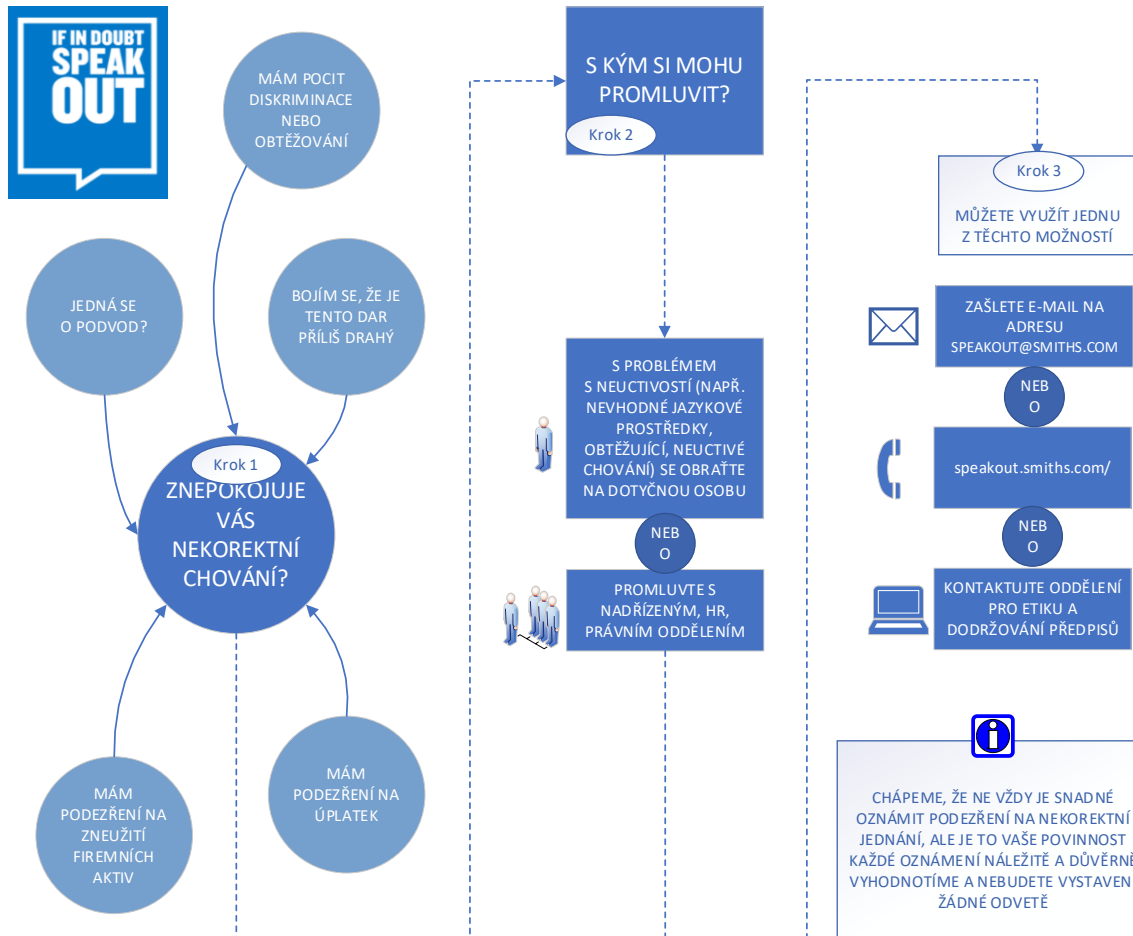 IF IN DOUBT
SPEAK
OUT
MÁM POCIT
DISKRIMINACE
NEBO
OBTĚŽOVÁNÍ
JEDNÁ SE
O PODVOD?
BOJÍM SE, ŽE JE
TENTO DAR
PŘÍLIŠ DRAHÝ
Krok 1
ZNEPOKOJUJE
VÁS
NEKOREKTNÍ
CHOVÁNÍ?
MÁM
PODEZŘENÍ NA
ZNEUŽITÍ
FIREMNÍCH
AKTIV
MÁM
PODEZŘENÍ NA
ÚPLATEK
S KÝM SI MOHU
PROMLUVIT?
Krok 2
S PROBLÉMEM
S NEUCTIVOSTÍ (NAPŘ.
NEVHODNÉ JAZYKOVÉ
PROSTŘEDKY,
OBTĚŽUJÍCÍ, NEUCTIVÉ
CHOVÁNÍ) SE OBRAŤTE
NA DOTYČNOU OSOBU
NEB
O
PROMLUVTE S
NADŘÍZENÝM, HR,
PRÁVNÍM ODDĚLENÍM
Krok 3
MŮŽETE VYUŽÍT JEDNU
Z TĚCHTO MOŽNOSTÍ
ZAŠLETE E-MAIL NA
ADRESU
SPEAKOUT@SMITHS.COM
NEB
O
speakout.smiths.com/
NEB
O
KONTAKTUJTE ODDĚLENÍ
PRO ETIKU A
DODRŽOVÁNÍ PŘEDPISŮ
CHÁPEME, ŽE NE VŽDY JE SNADNÉ
OZNÁMIT PODEZŘENÍ NA NEKOREKTNÍ
JEDNÁNÍ, ALE JE TO VAŠE POVINNOST
KAŽDÉ OZNÁMENÍ NÁLEŽITĚ A DŮVĚRNĚ
VYHODNOTÍME A NEBUDETE VYSTAVEN
ŽÁDNÉ ODVETĚ